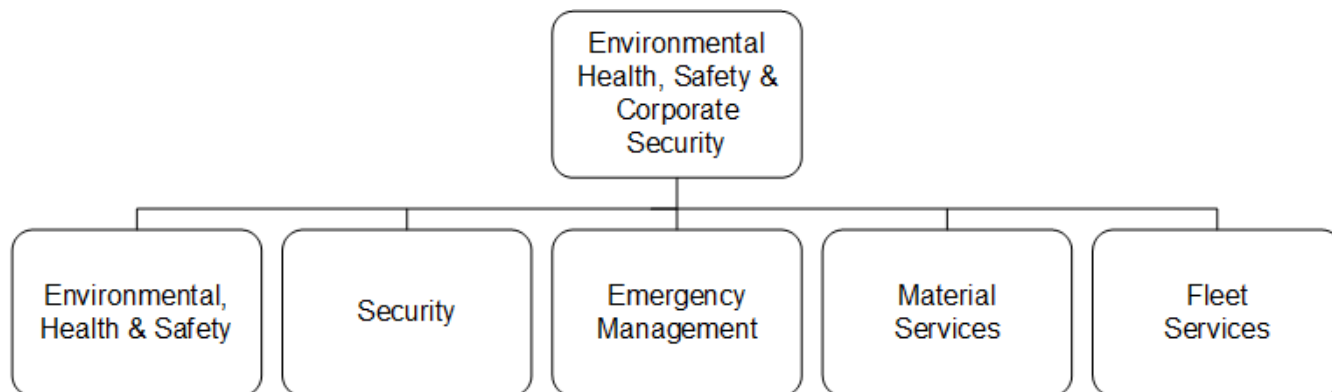 Environmental
Health, Safety &
Corporate
Security
Environmental,
Health & Safety
Security
Emergency
Management
Material
Services
Fleet
Services